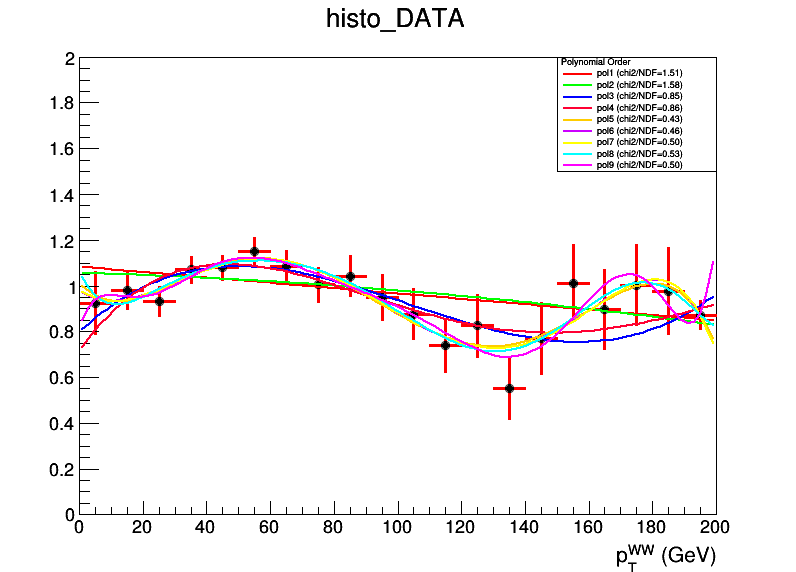 histo_DATA
2
1.8
1.6
1.4
1.2
1
0.8
0.6
0.4
0.2
0
Polynomial Order
pol1 (chi2/NDF=1.51)
pol2 (chi2/NDF=1.58)
pol3 (chi2/NDF=0.85)
pol4 (chi2/NDF=0.86)
pol5 (chi2/NDF=0.43)
pol6 (chi2/NDF=0.46)
pol7 (chi2/NDF=0.50)
pol8 (chi2/NDF=0.53)
pol9 (chi2/NDF=0.50)
0 20 40 60 80 100 120 140 160 180 200
p_T^WW (GeV)